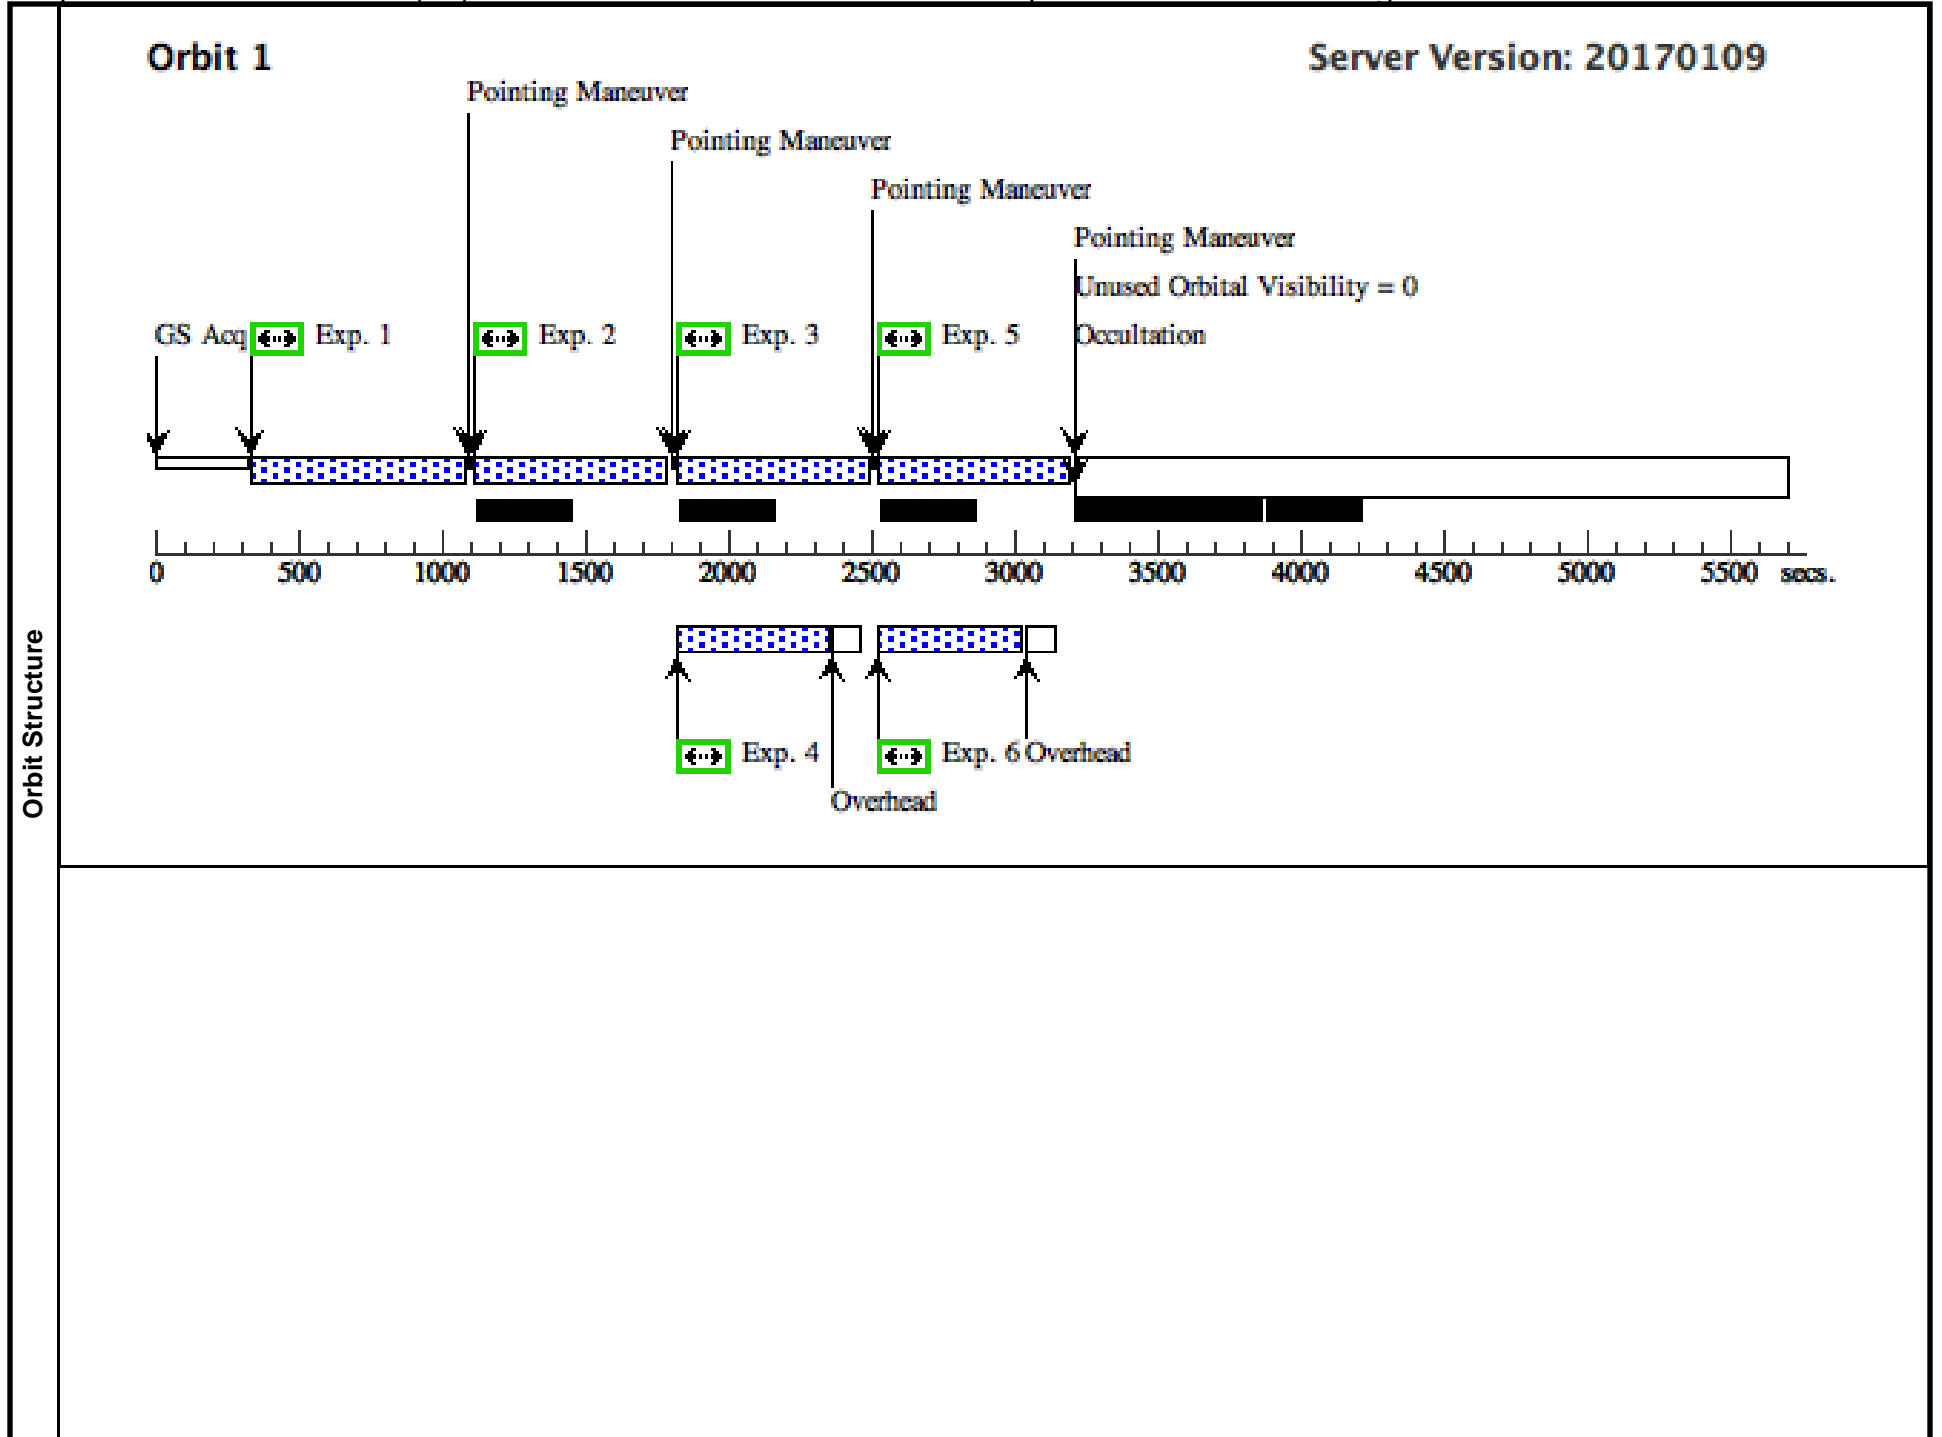 Orbit 1
Server Version: 20170109
Pointing Maneuver
Pointing Maneuver
Pointing Maneuver
Pointing Maneuver
Unused Orbital Visibility = 0
GS Acq Exp. 1 Exp. 2 Exp. 3 Exp. 5 Occultation
0 500 1000 1500 2000 2500 3000 3500 4000 4500 5000 5500 secs.
Exp. 4 Exp. 6 Overhead
Overhead
Orbit Structure